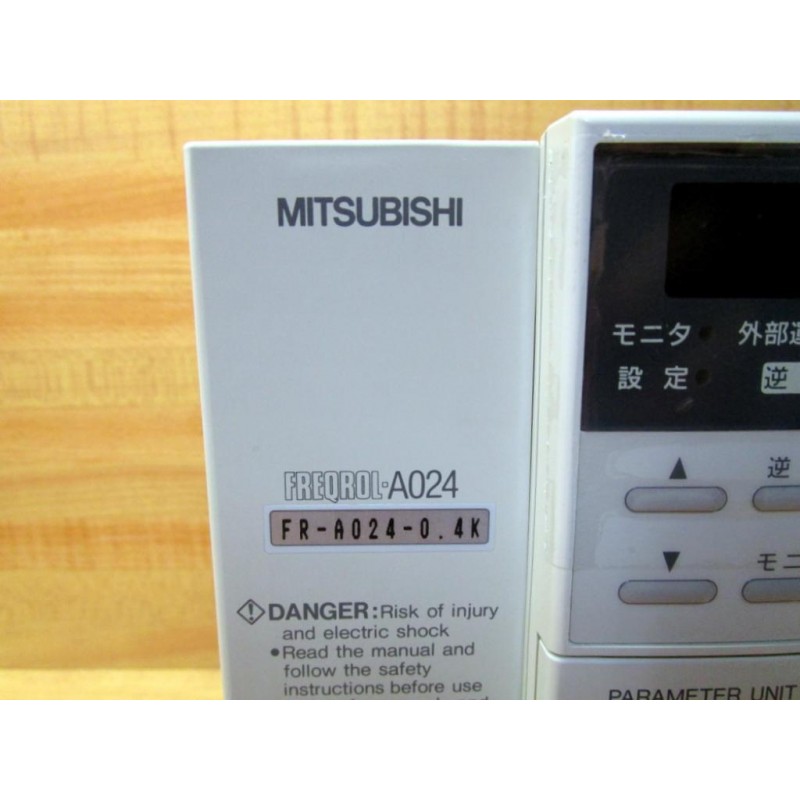 MITSUBISHI
FREQROL-A024
FR-A024-0.4K
⚠DANGER:Risk of injury
and electric shock
•Read the manual and
follow the safety
instructions before use
モニタ 外部
設 定 逆
▲ 逆
▼ モニ
PARAMETER UNIT